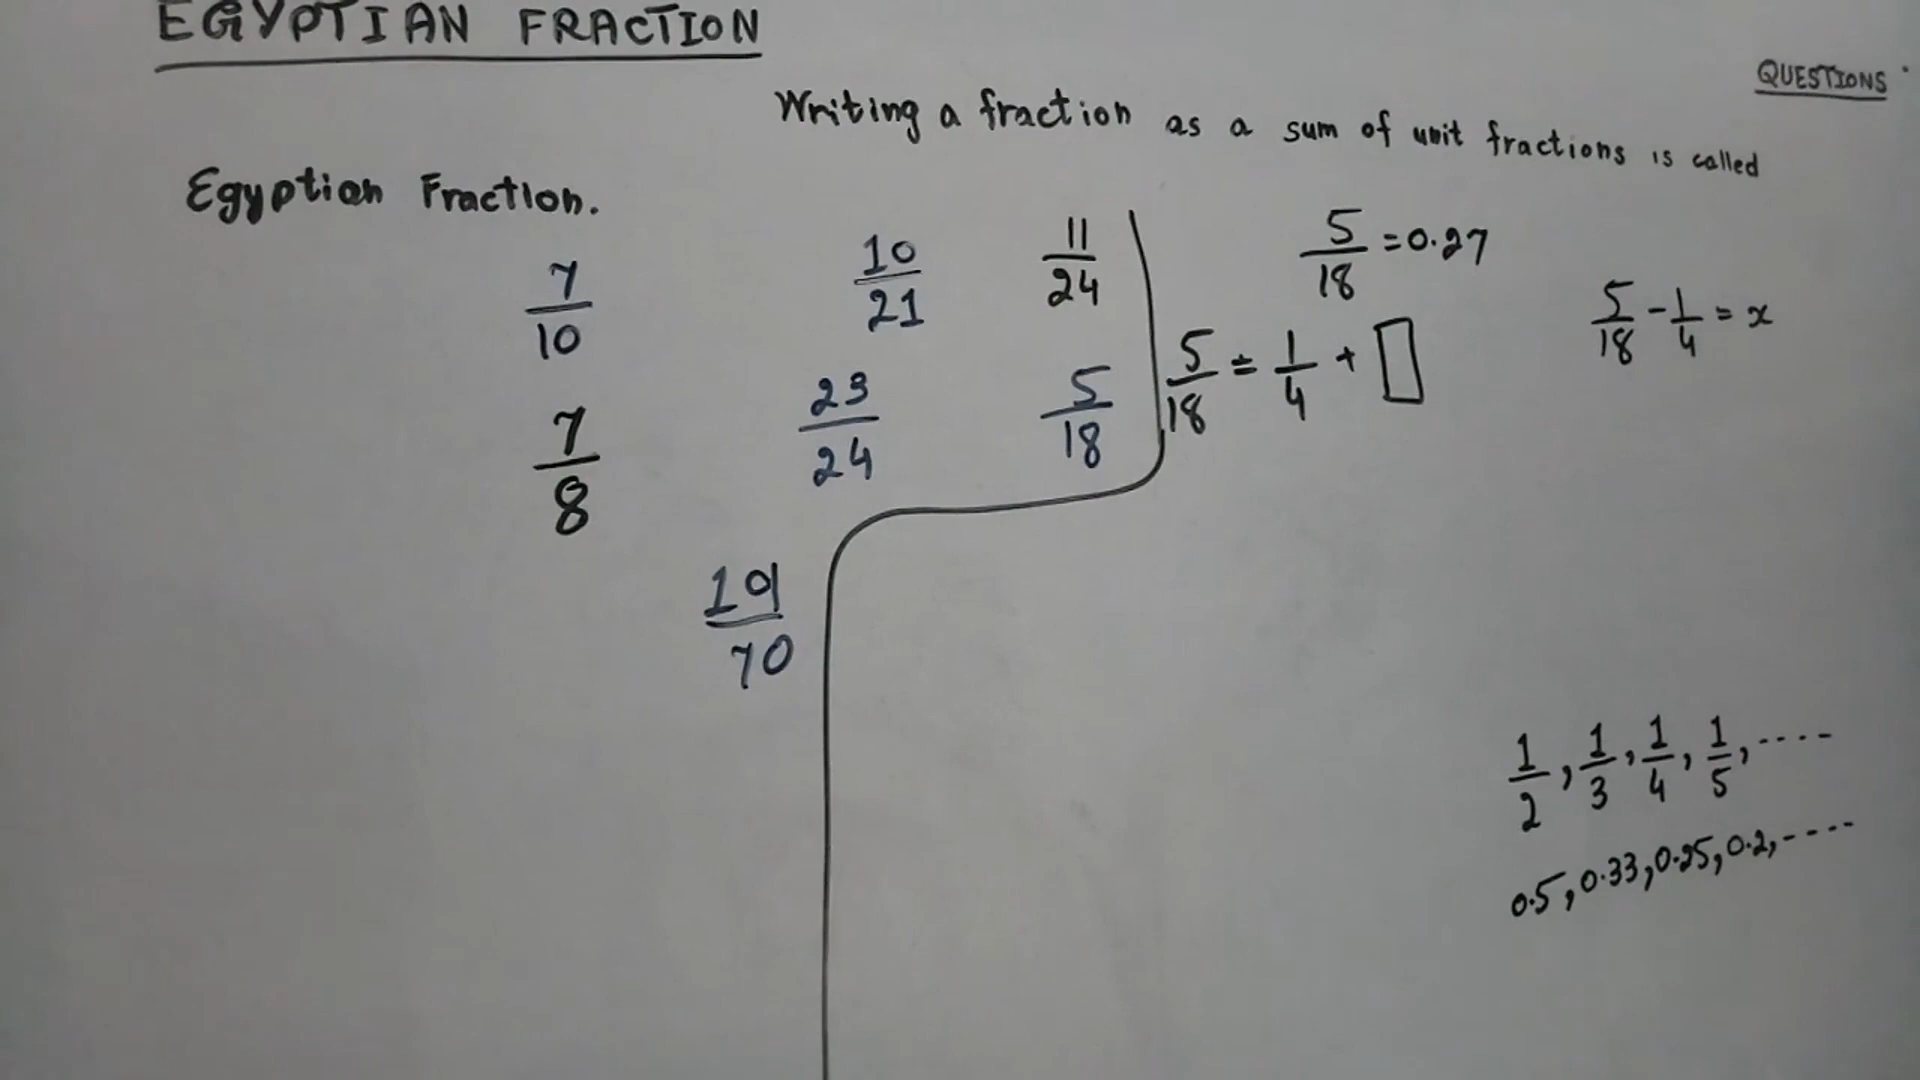 EGYPTIAN FRACTION
QUESTIONS
Writing a fraction as a sum of unit fractions is called
Egyptian Fraction.
7/10
10/21
11/24
7/8
23/24
5/18
19/70
5/18 = 0.27
5/18 = 1/4 + □
5/18 - 1/4 = x
1/2, 1/3, 1/4, 1/5, ....
0.5, 0.33, 0.25, 0.2, ----